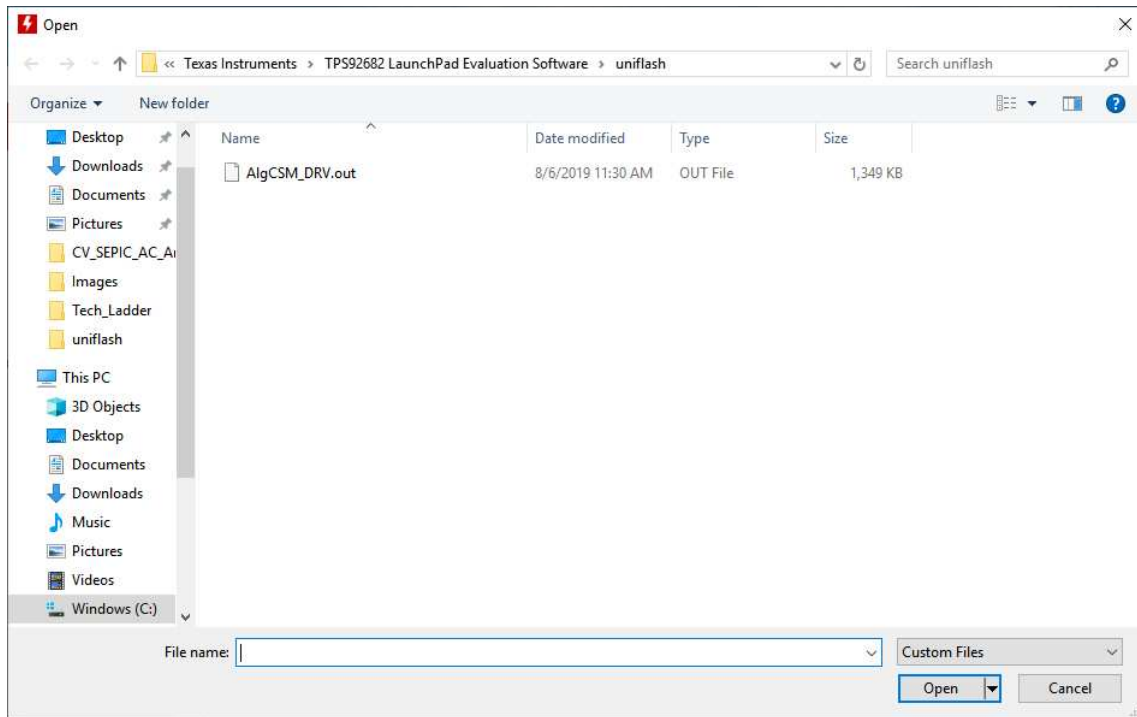 Open
« Texas Instruments > TPS92682 LaunchPad Evaluation Software > uniflash
Search uniflash
Organize
New folder
Name
Date modified
Type
Size
AlgCSM_DRV.out
8/6/2019 11:30 AM
OUT File
1,349 KB
Desktop
Downloads
Documents
Pictures
CV_SEPIC_AC_A
Images
Tech_Ladder
uniflash
This PC
3D Objects
Desktop
Documents
Downloads
Music
Pictures
Videos
Windows (C:)
File name:
Custom Files
Open
Cancel